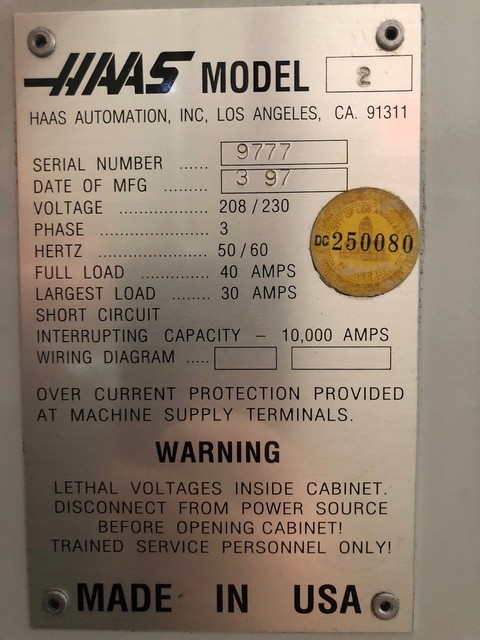 HAAS MODEL 2
HAAS AUTOMATION, INC, LOS ANGELES, CA. 91311
SERIAL NUMBER ...... 9777
DATE OF MFG ........ 3 97
VOLTAGE ................ 208/230
PHASE ................... 3
HERTZ .................... 50/60
FULL LOAD ............. 40 AMPS
LARGEST LOAD ....... 30 AMPS
SHORT CIRCUIT
INTERRUPTING CAPACITY – 10,000 AMPS
WIRING DIAGRAM .....
DC 250080
OVER CURRENT PROTECTION PROVIDED
AT MACHINE SUPPLY TERMINALS.
WARNING
LETHAL VOLTAGES INSIDE CABINET.
DISCONNECT FROM POWER SOURCE
BEFORE OPENING CABINET!
TRAINED SERVICE PERSONNEL ONLY!
MADE IN USA